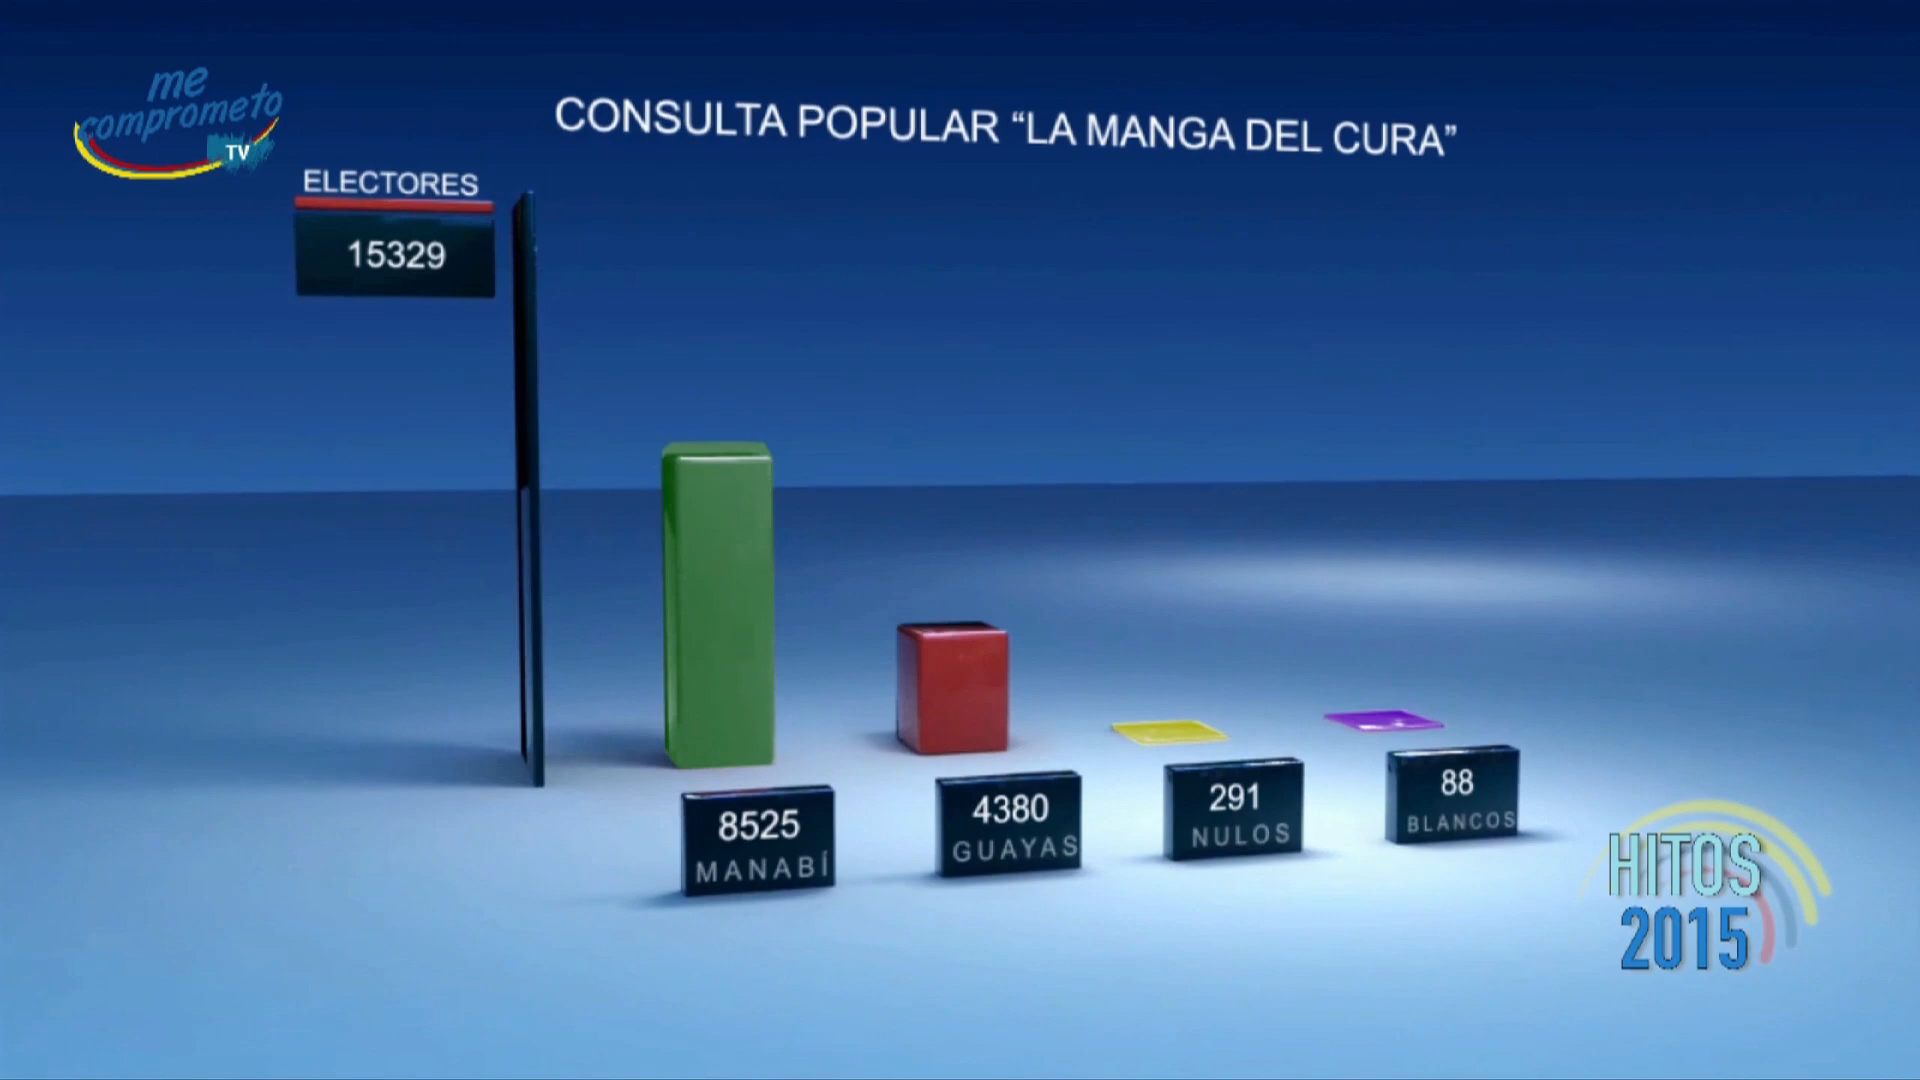 me
comprometo
TV
CONSULTA POPULAR “LA MANGA DEL CURA”
ELECTORES
15329
8525
MANABÍ
4380
GUAYAS
291
NULOS
88
BLANCOS
HITOS
2015